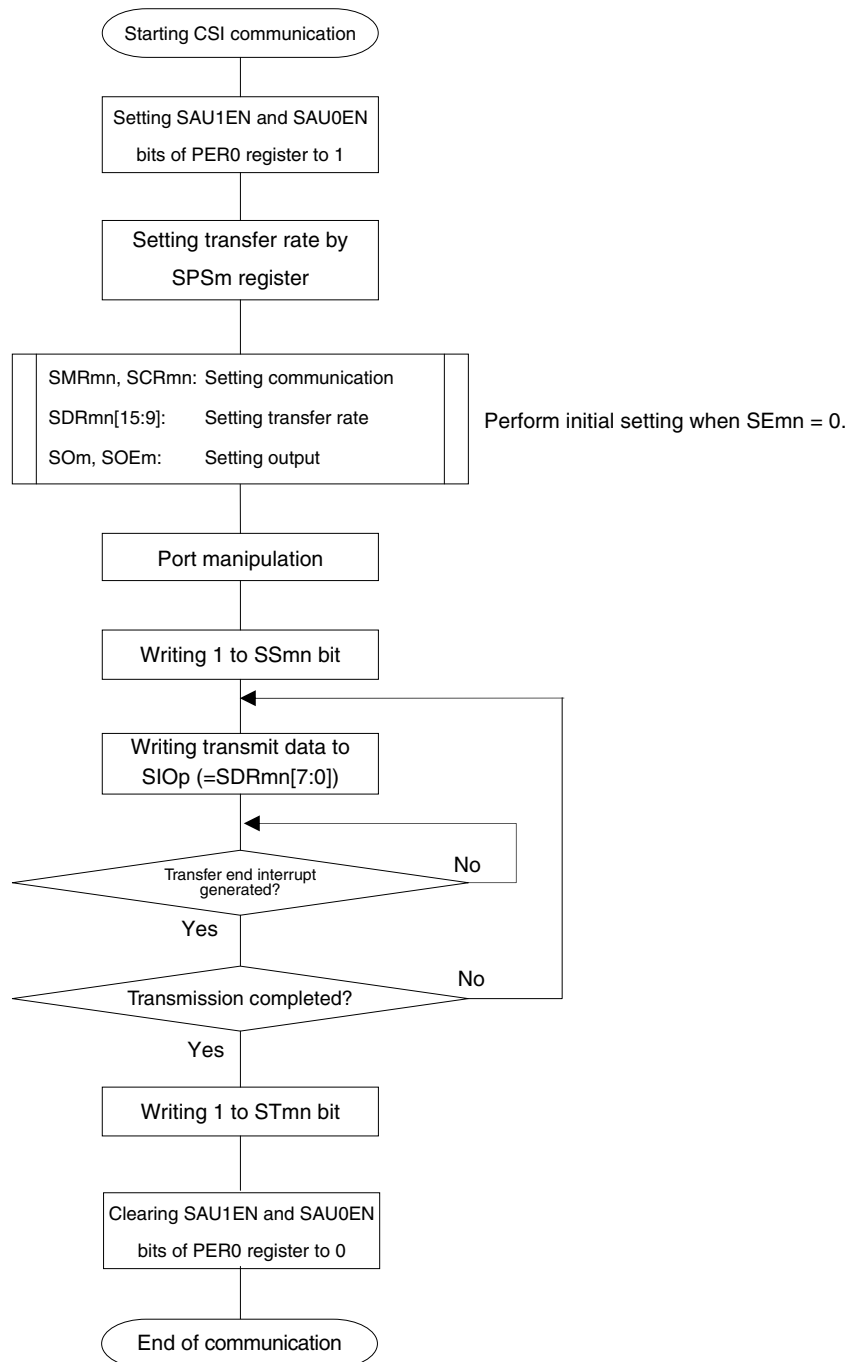 Starting CSI communication
Setting SAU1EN and SAU0EN
bits of PER0 register to 1
Setting transfer rate by
SPSm register
SMRmn, SCRmn: Setting communication
SDRmn[15:9]: Setting transfer rate
SOm, SOEm: Setting output
Perform initial setting when SEmn = 0.
Port manipulation
Writing 1 to SSmn bit
Writing transmit data to
SIOp (=SDRmn[7:0])
Transfer end interrupt
generated?
No
Yes
Transmission completed?
No
Yes
Writing 1 to STmn bit
Clearing SAU1EN and SAU0EN
bits of PER0 register to 0
End of communication